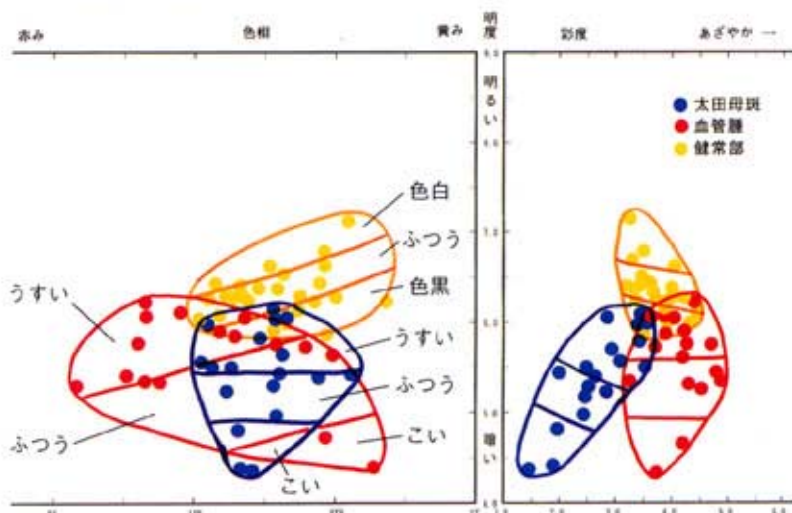 赤み 色相 黄み
明度 明るい 暗い
彩度 あざやか →
太田母斑
血管腫
健常部
色白
ふつう
色黒
うすい
うすい
ふつう
ふつう
こい
こい